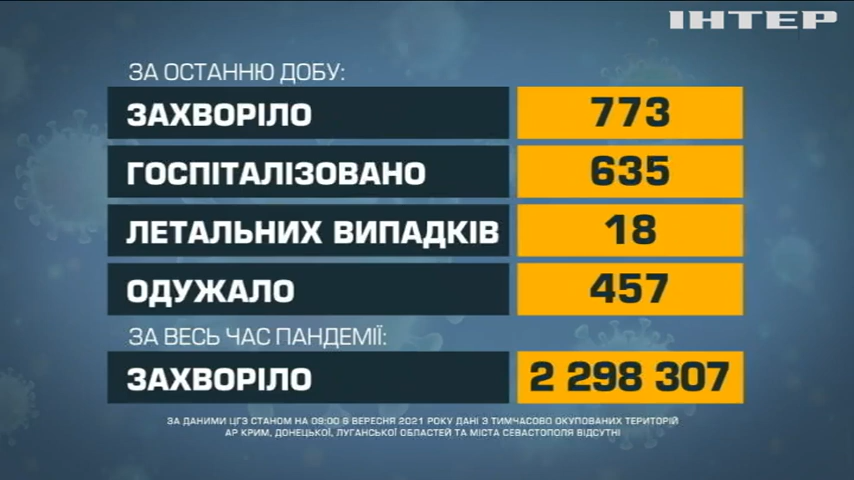 ІНТЕР
ЗА ОСТАННЮ ДОБУ:
ЗАХВОРІЛО 773
ГОСПІТАЛІЗОВАНО 635
ЛЕТАЛЬНИХ ВИПАДКІВ 18
ОДУЖАЛО 457
ЗА ВЕСЬ ЧАС ПАНДЕМІЇ:
ЗАХВОРІЛО 2 298 307
ЗА ДАНИМИ ЦГЗ СТАНОМ НА 09:00 6 ВЕРЕСНЯ 2021 РОКУ ДАНІ З ТИМЧАСОВО ОКУПОВАНИХ ТЕРИТОРІЙ
АР КРИМ, ДОНЕЦЬКОЇ, ЛУГАНСЬКОЇ ОБЛАСТЕЙ ТА МІСТА СЕВАСТОПОЛЯ ВІДСУТНІ